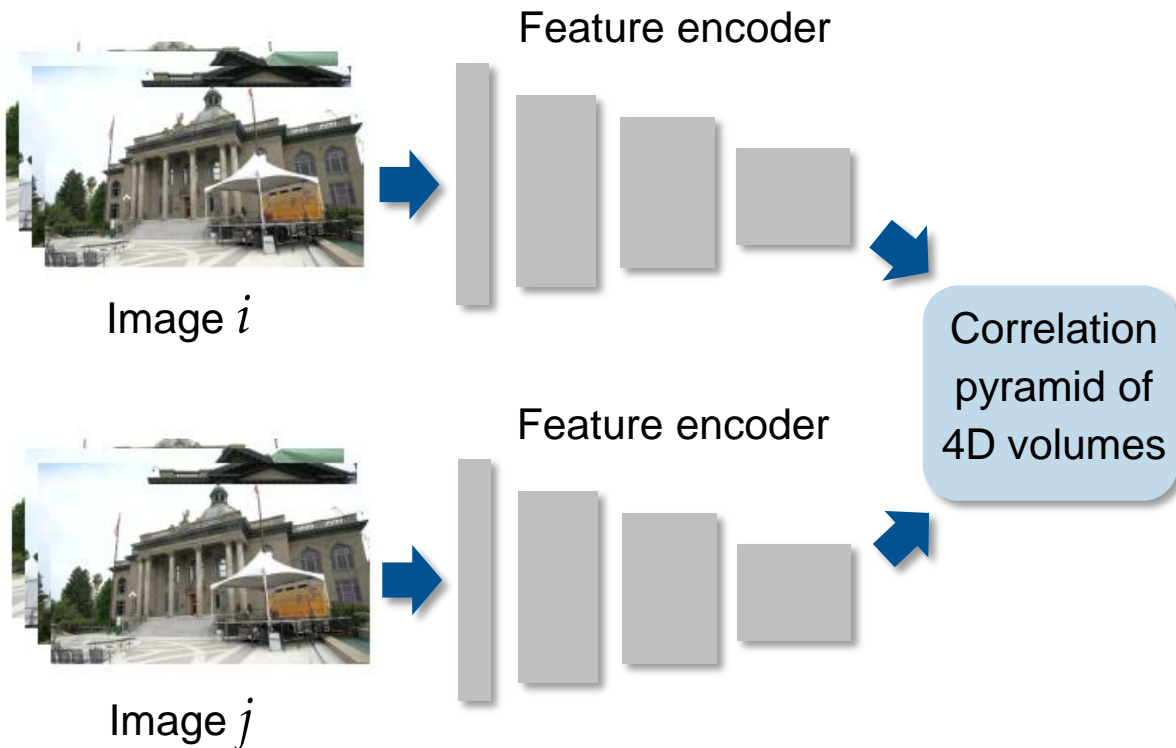 Feature encoder
Image i
Correlation
pyramid of
4D volumes
Feature encoder
Image j